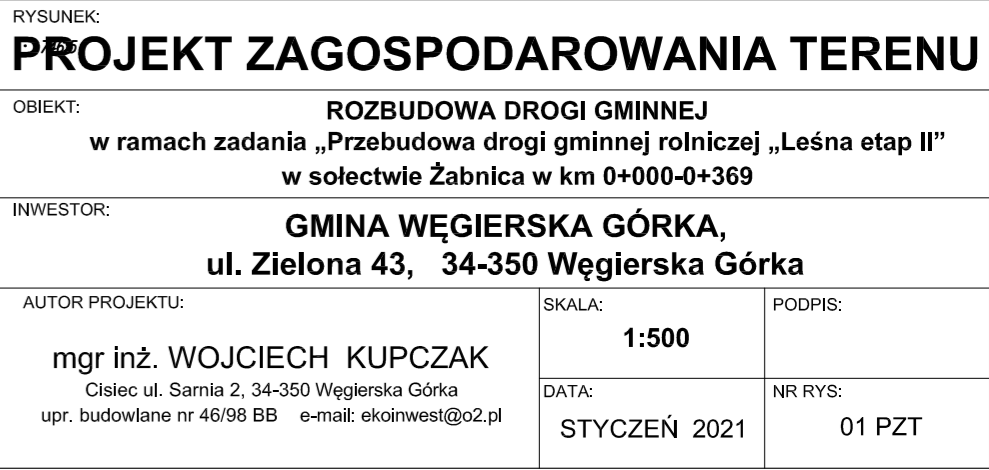 RYSUNEK:
PROJEKT ZAGOSPODAROWANIA TERENU
OBIEKT:
ROZBUDOWA DROGI GMINNEJ
w ramach zadania „Przebudowa drogi gminnej rolniczej „Leśna etap II”
w sołectwie Żabnica w km 0+000-0+369
INWESTOR:
GMINA WĘGIERSKA GÓRKA,
ul. Zielona 43, 34-350 Węgierska Górka
AUTOR PROJEKTU:
mgr inż. WOJCIECH KUPCZAK
Cisiec ul. Sarnia 2, 34-350 Węgierska Górka
upr. budowlane nr 46/98 BB e-mail: ekoinwest@o2.pl
SKALA:
1:500
PODPIS:
DATA:
STYCZEŃ 2021
NR RYS:
01 PZT